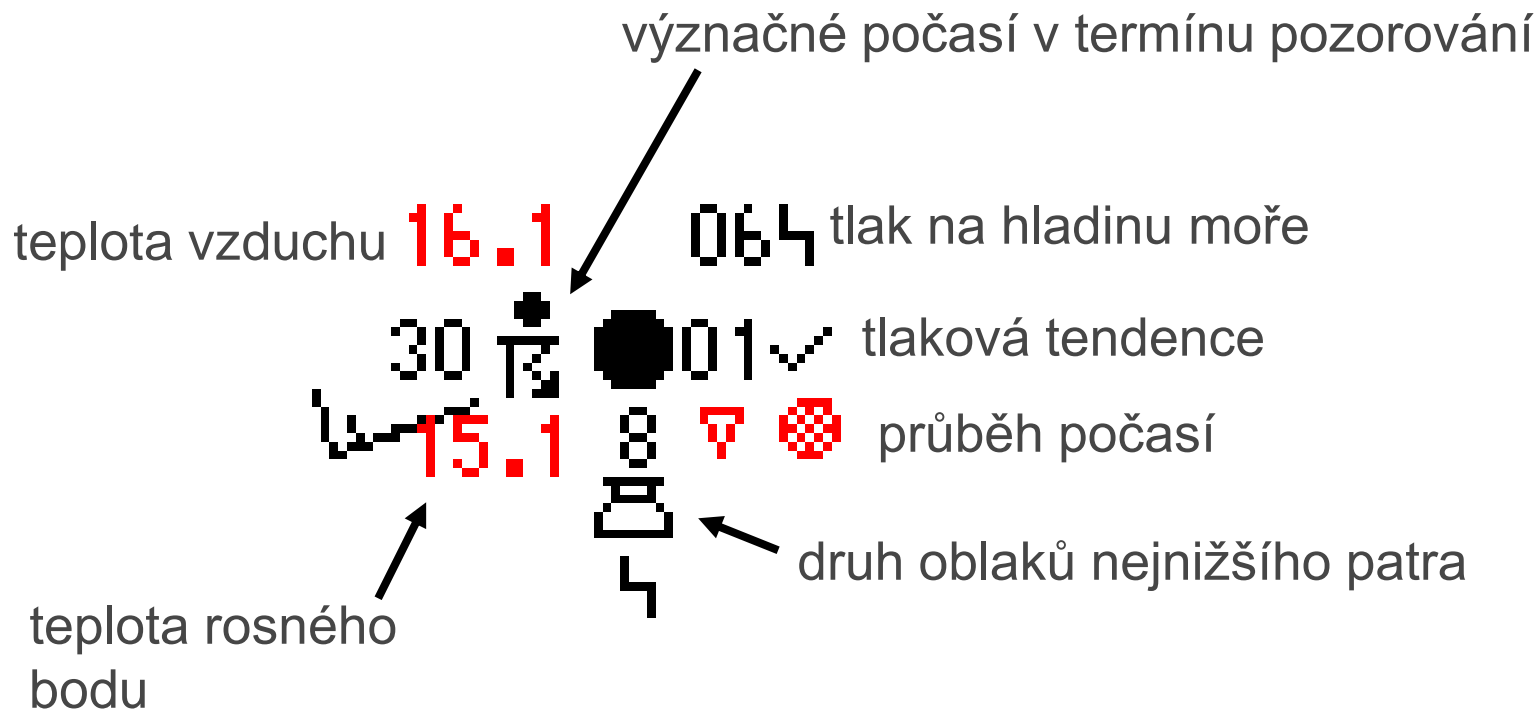 význačné počasí v termínu pozorování
teplota vzduchu 16.1 064 tlak na hladinu moře
30 01 tlaková tendence
15.1 8 průběh počasí
druh oblaků nejnižšího patra
4
teplota rosného
bodu